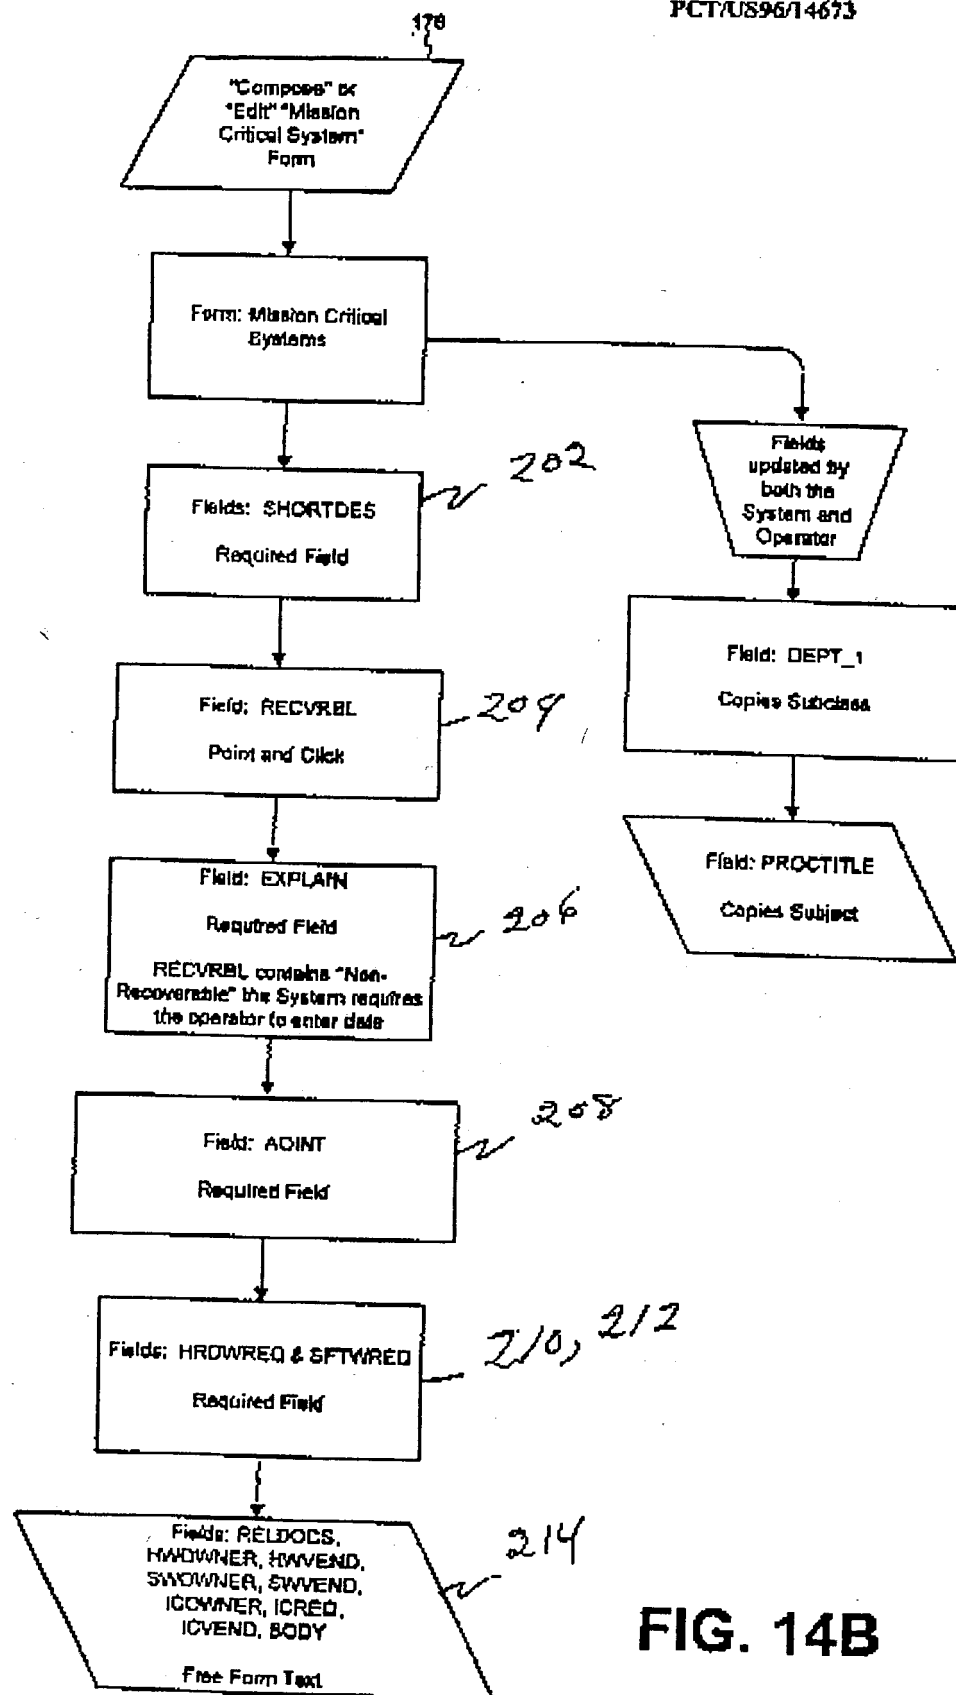 PCT/US96/14673
178
"Compose" or
"Edit" "Mission
Critical System"
Form
Form: Mission Critical
Systems
Fields: SHORTDES
Required Field
202
Field: RECVRBL
Point and Click
204
Field: EXPLAIN
Required Field
RECVRBL contains "Non-
Recoverable" the System requires
the operator to enter data
206
Field: AOINT
Required Field
208
Fields: HRDWREQ & SFTWREQ
Required Field
210, 212
Fields: RELDOCS,
HWOWNER, HWVEND,
SWOWNER, SWVEND,
ICOWNER, ICREQ,
ICVEND, BODY
Free Form Text
214
Fields
updated by
both the
System and
Operator
Field: DEPT_1
Copies Subclass
Field: PROCTITLE
Copies Subject
FIG. 14B